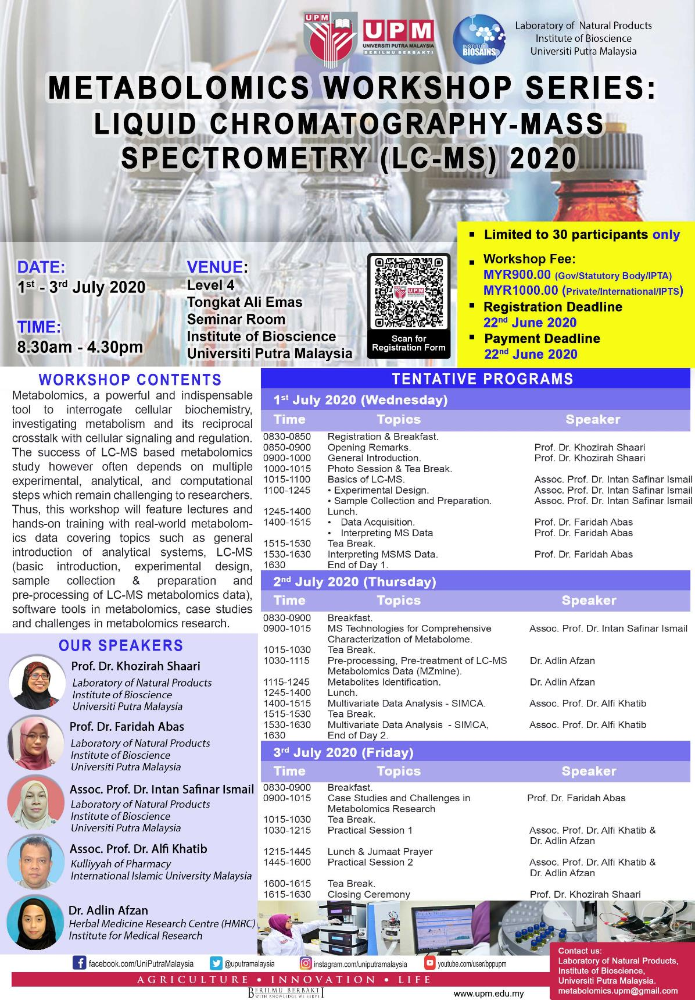 UPM
UPM
UNIVERSITI PUTRA MALAYSIA
BERILMU BERBAKTI
INSTITUT
BIOSAINS
Laboratory of Natural Products
Institute of Bioscience
Universiti Putra Malaysia
METABOLOMICS WORKSHOP SERIES:
LIQUID CHROMATOGRAPHY-MASS
SPECTROMETRY (LC-MS) 2020
DATE:
1st - 3rd July 2020
TIME:
8.30am - 4.30pm
VENUE:
Level 4
Tongkat Ali Emas
Seminar Room
Institute of Bioscience
Universiti Putra Malaysia
UPM
Scan for
Registration Form
▪ Limited to 30 participants only
▪ Workshop Fee:
MYR900.00 (Gov/Statutory Body/IPTA)
MYR1000.00 (Private/International/IPTS)
▪ Registration Deadline
22nd June 2020
▪ Payment Deadline
22nd June 2020
WORKSHOP CONTENTS
Metabolomics, a powerful and indispensable
tool to interrogate cellular biochemistry,
investigating metabolism and its reciprocal
crosstalk with cellular signaling and regulation.
The success of LC-MS based metabolomics
study however often depends on multiple
experimental, analytical, and computational
steps which remain challenging to researchers.
Thus, this workshop will feature lectures and
hands-on training with real-world metabolom-
ics data covering topics such as general
introduction of analytical systems, LC-MS
(basic introduction, experimental design,
sample collection & preparation and
pre-processing of LC-MS metabolomics data),
software tools in metabolomics, case studies
and challenges in metabolomics research.
OUR SPEAKERS
Prof. Dr. Khozirah Shaari
Laboratory of Natural Products
Institute of Bioscience
Universiti Putra Malaysia
Prof. Dr. Faridah Abas
Laboratory of Natural Products
Institute of Bioscience
Universiti Putra Malaysia
Assoc. Prof. Dr. Intan Safinar Ismail
Laboratory of Natural Products
Institute of Bioscience
Universiti Putra Malaysia
Assoc. Prof. Dr. Alfi Khatib
Kulliyyah of Pharmacy
International Islamic University Malaysia
Dr. Adlin Afzan
Herbal Medicine Research Centre (HMRC)
Institute for Medical Research
TENTATIVE PROGRAMS
1st July 2020 (Wednesday)
Time Topics Speaker
0830-0850 Registration & Breakfast.
0850-0900 Opening Remarks. Prof. Dr. Khozirah Shaari
0900-1000 General Introduction. Prof. Dr. Khozirah Shaari
1000-1015 Photo Session & Tea Break.
1015-1100 Basics of LC-MS. Assoc. Prof. Dr. Intan Safinar Ismail
1100-1245 • Experimental Design. Assoc. Prof. Dr. Intan Safinar Ismail
• Sample Collection and Preparation. Assoc. Prof. Dr. Intan Safinar Ismail
1245-1400 Lunch.
1400-1515 • Data Acquisition. Prof. Dr. Faridah Abas
• Interpreting MS Data Prof. Dr. Faridah Abas
1515-1530 Tea Break.
1530-1630 Interpreting MSMS Data. Prof. Dr. Faridah Abas
1630 End of Day 1.
2nd July 2020 (Thursday)
Time Topics Speaker
0830-0900 Breakfast.
0900-1015 MS Technologies for Comprehensive Assoc. Prof. Dr. Intan Safinar Ismail
Characterization of Metabolome.
1015-1030 Tea Break.
1030-1115 Pre-processing, Pre-treatment of LC-MS Dr. Adlin Afzan
Metabolomics Data (MZmine).
1115-1245 Metabolites Identification. Dr. Adlin Afzan
1245-1400 Lunch.
1400-1515 Multivariate Data Analysis - SIMCA. Assoc. Prof. Dr. Alfi Khatib
1515-1530 Tea Break.
1530-1630 Multivariate Data Analysis - SIMCA, Assoc. Prof. Dr. Alfi Khatib
1630 End of Day 2.
3rd July 2020 (Friday)
Time Topics Speaker
0830-0900 Breakfast.
0900-1015 Case Studies and Challenges in Prof. Dr. Faridah Abas
Metabolomics Research
1015-1030 Tea Break.
1030-1215 Practical Session 1 Assoc. Prof. Dr. Alfi Khatib &
Dr. Adlin Afzan
1215-1445 Lunch & Jumaat Prayer
1445-1600 Practical Session 2 Assoc. Prof. Dr. Alfi Khatib &
Dr. Adlin Afzan
1600-1615 Tea Break.
1615-1630 Closing Ceremony Prof. Dr. Khozirah Shaari
facebook.com/UniPutraMalaysia @uputramalaysia instagram.com/uniputramalaysia youtube.com/user/bppupm
AGRICULTURE • INNOVATION • LIFE
BERILMU BERBAKTI
WITH KNOWLEDGE WE SERVE
www.upm.edu.my
Contact us:
Laboratory of Natural Products,
Institute of Bioscience,
Universiti Putra Malaysia.
metabolomics.upm@gmail.com